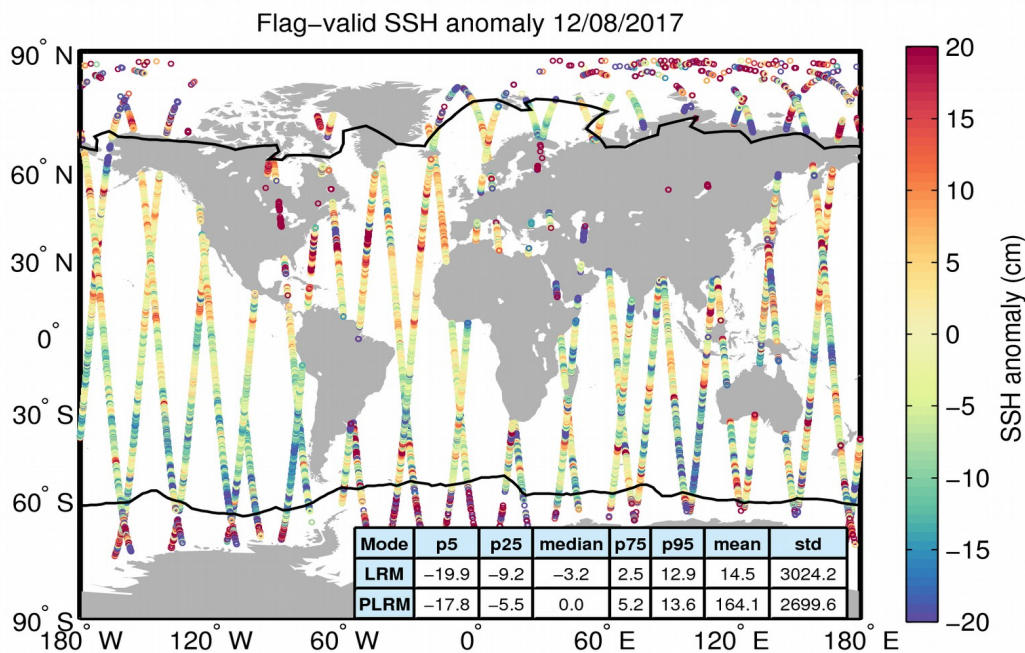 Flag−valid SSH anomaly 12/08/2017
90° N
60° N
30° N
0°
30° S
60° S
90° S
180° W
120° W
60° W
0°
60° E
120° E
180° E
20
15
10
5
0
−5
−10
−15
−20
SSH anomaly (cm)
Mode p5 p25 median p75 p95 mean std
LRM −19.9 −9.2 −3.2 2.5 12.9 14.5 3024.2
PLRM −17.8 −5.5 0.0 5.2 13.6 164.1 2699.6